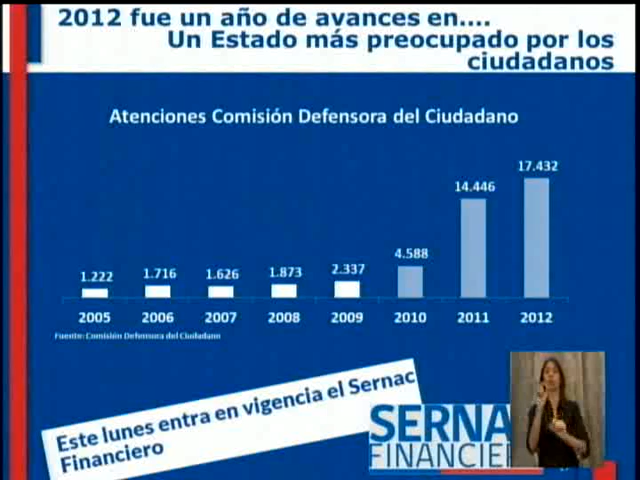 2012 fue un año de avances en....
Un Estado más preocupado por los
ciudadanos
Atenciones Comisión Defensora del Ciudadano
17.432
14.446
4.588
2.337
1.873
1.626
1.716
1.222
2005 2006 2007 2008 2009 2010 2011 2012
Fuente: Comisión Defensora del Ciudadano
Este lunes entra en vigencia el Sernac
Financiero
SERNA
FINANCIE